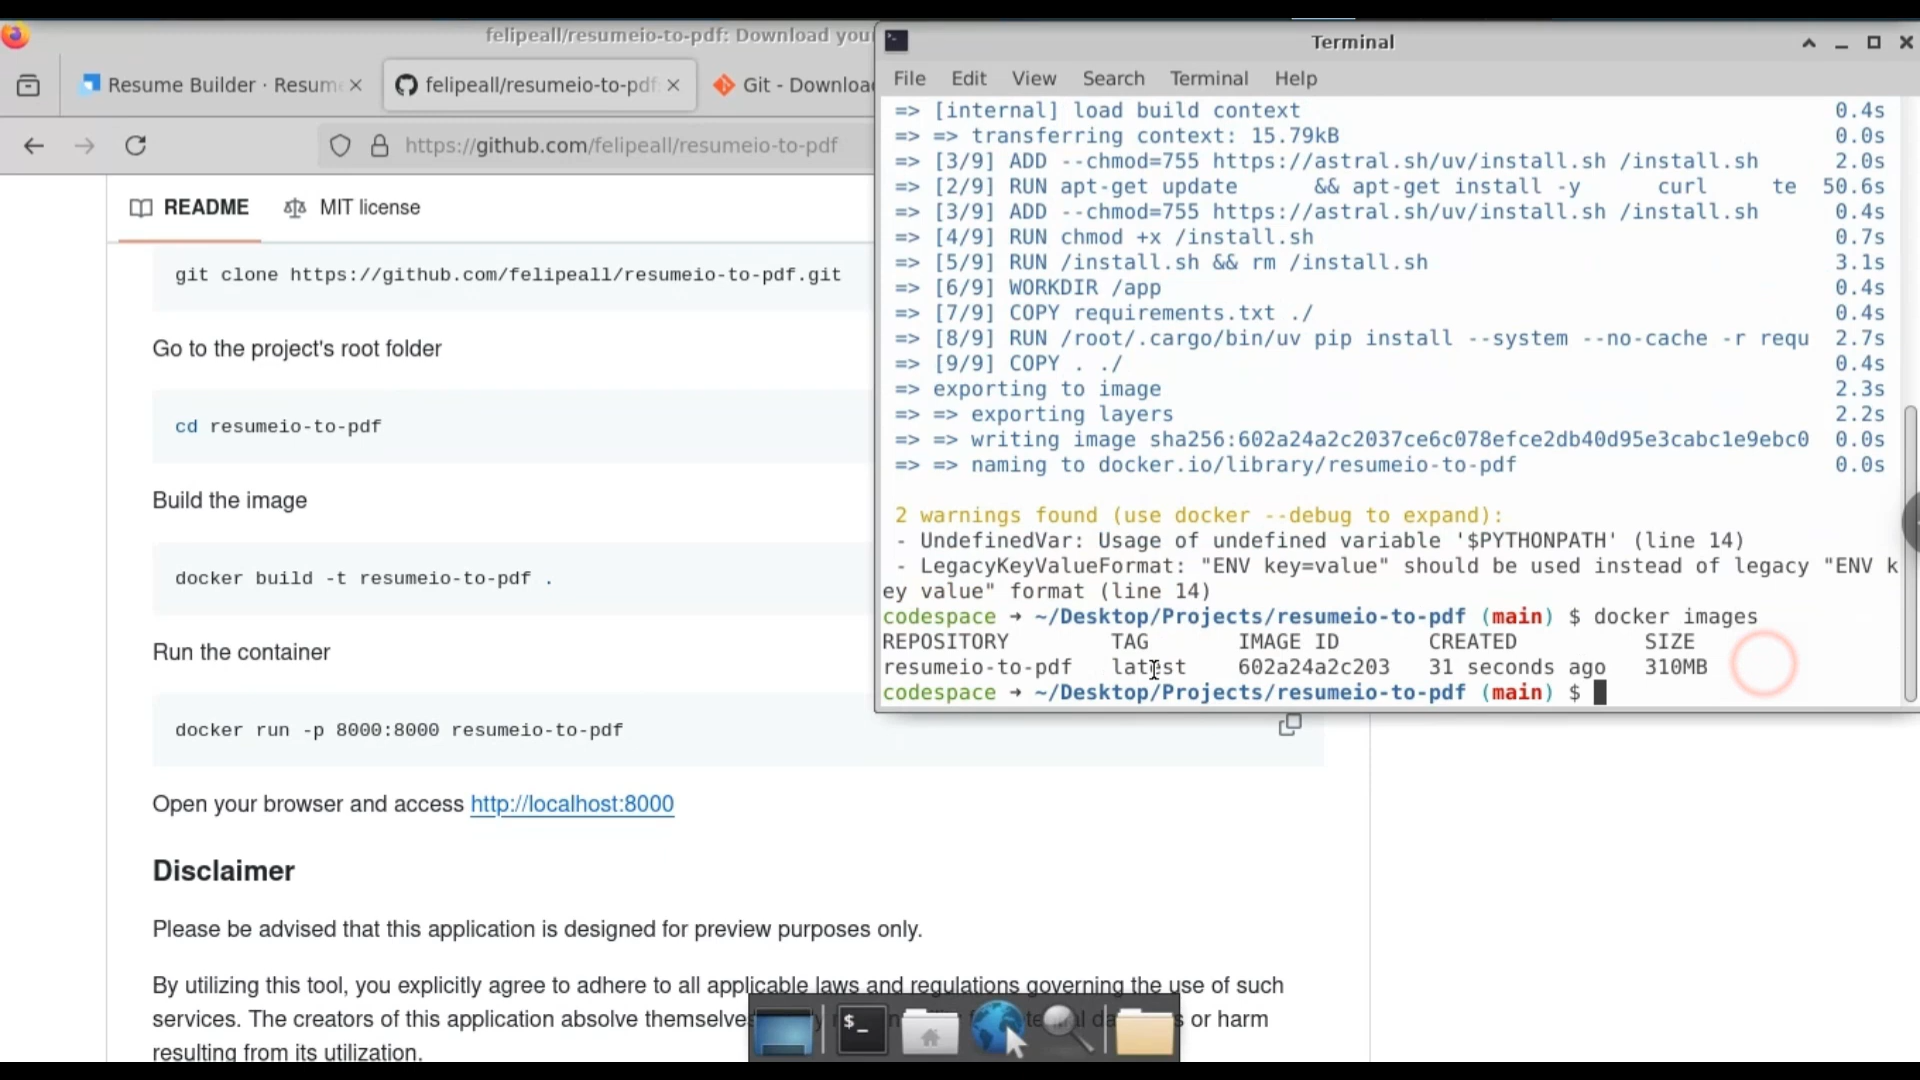 felipeall/resumeio-to-pdf: Download your
Resume Builder · Resum
felipeall/resumeio-to-pdf
Git - Downloa
https://github.com/felipeall/resumeio-to-pdf
README
MIT license
git clone https://github.com/felipeall/resumeio-to-pdf.git
Go to the project's root folder
cd resumeio-to-pdf
Build the image
docker build -t resumeio-to-pdf .
Run the container
docker run -p 8000:8000 resumeio-to-pdf
Open your browser and access http://localhost:8000
Disclaimer
Please be advised that this application is designed for preview purposes only.
By utilizing this tool, you explicitly agree to adhere to all applicable laws and regulations governing the use of such
services. The creators of this application absolve themselves or harm
resulting from its utilization.
Terminal
File Edit View Search Terminal Help
=> [internal] load build context 0.4s
=> => transferring context: 15.79kB 0.0s
=> [3/9] ADD --chmod=755 https://astral.sh/uv/install.sh /install.sh 2.0s
=> [2/9] RUN apt-get update && apt-get install -y curl te 50.6s
=> [3/9] ADD --chmod=755 https://astral.sh/uv/install.sh /install.sh 0.4s
=> [4/9] RUN chmod +x /install.sh 0.7s
=> [5/9] RUN /install.sh && rm /install.sh 3.1s
=> [6/9] WORKDIR /app 0.4s
=> [7/9] COPY requirements.txt ./ 0.4s
=> [8/9] RUN /root/.cargo/bin/uv pip install --system --no-cache -r requ 2.7s
=> [9/9] COPY . ./ 0.4s
=> exporting to image 2.3s
=> => exporting layers 2.2s
=> => writing image sha256:602a24a2c2037ce6c078efce2db40d95e3cabc1e9ebc0 0.0s
=> => naming to docker.io/library/resumeio-to-pdf 0.0s
2 warnings found (use docker --debug to expand):
- UndefinedVar: Usage of undefined variable '$PYTHONPATH' (line 14)
- LegacyKeyValueFormat: "ENV key=value" should be used instead of legacy "ENV k
ey value" format (line 14)
codespace → ~/Desktop/Projects/resumeio-to-pdf (main) $ docker images
REPOSITORY TAG IMAGE ID CREATED SIZE
resumeio-to-pdf latest 602a24a2c203 31 seconds ago 310MB
codespace → ~/Desktop/Projects/resumeio-to-pdf (main) $